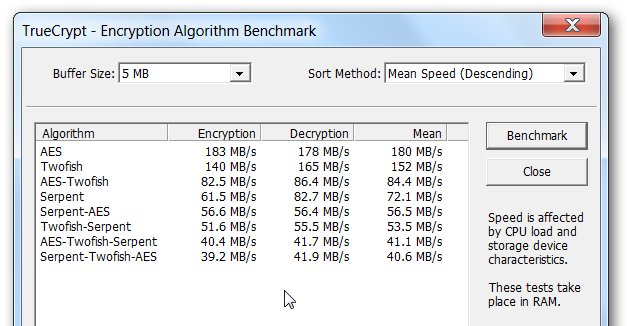 TrueCrypt - Encryption Algorithm Benchmark
Buffer Size: 5 MB Sort Method: Mean Speed (Descending)
Algorithm Encryption Decryption Mean
AES 183 MB/s 178 MB/s 180 MB/s
Twofish 140 MB/s 165 MB/s 152 MB/s
AES-Twofish 82.5 MB/s 86.4 MB/s 84.4 MB/s
Serpent 61.5 MB/s 82.7 MB/s 72.1 MB/s
Serpent-AES 56.6 MB/s 56.4 MB/s 56.5 MB/s
Twofish-Serpent 51.6 MB/s 55.5 MB/s 53.5 MB/s
AES-Twofish-Serpent 40.4 MB/s 41.7 MB/s 41.1 MB/s
Serpent-Twofish-AES 39.2 MB/s 41.9 MB/s 40.6 MB/s
Benchmark
Close
Speed is affected
by CPU load and
storage device
characteristics.
These tests take
place in RAM.